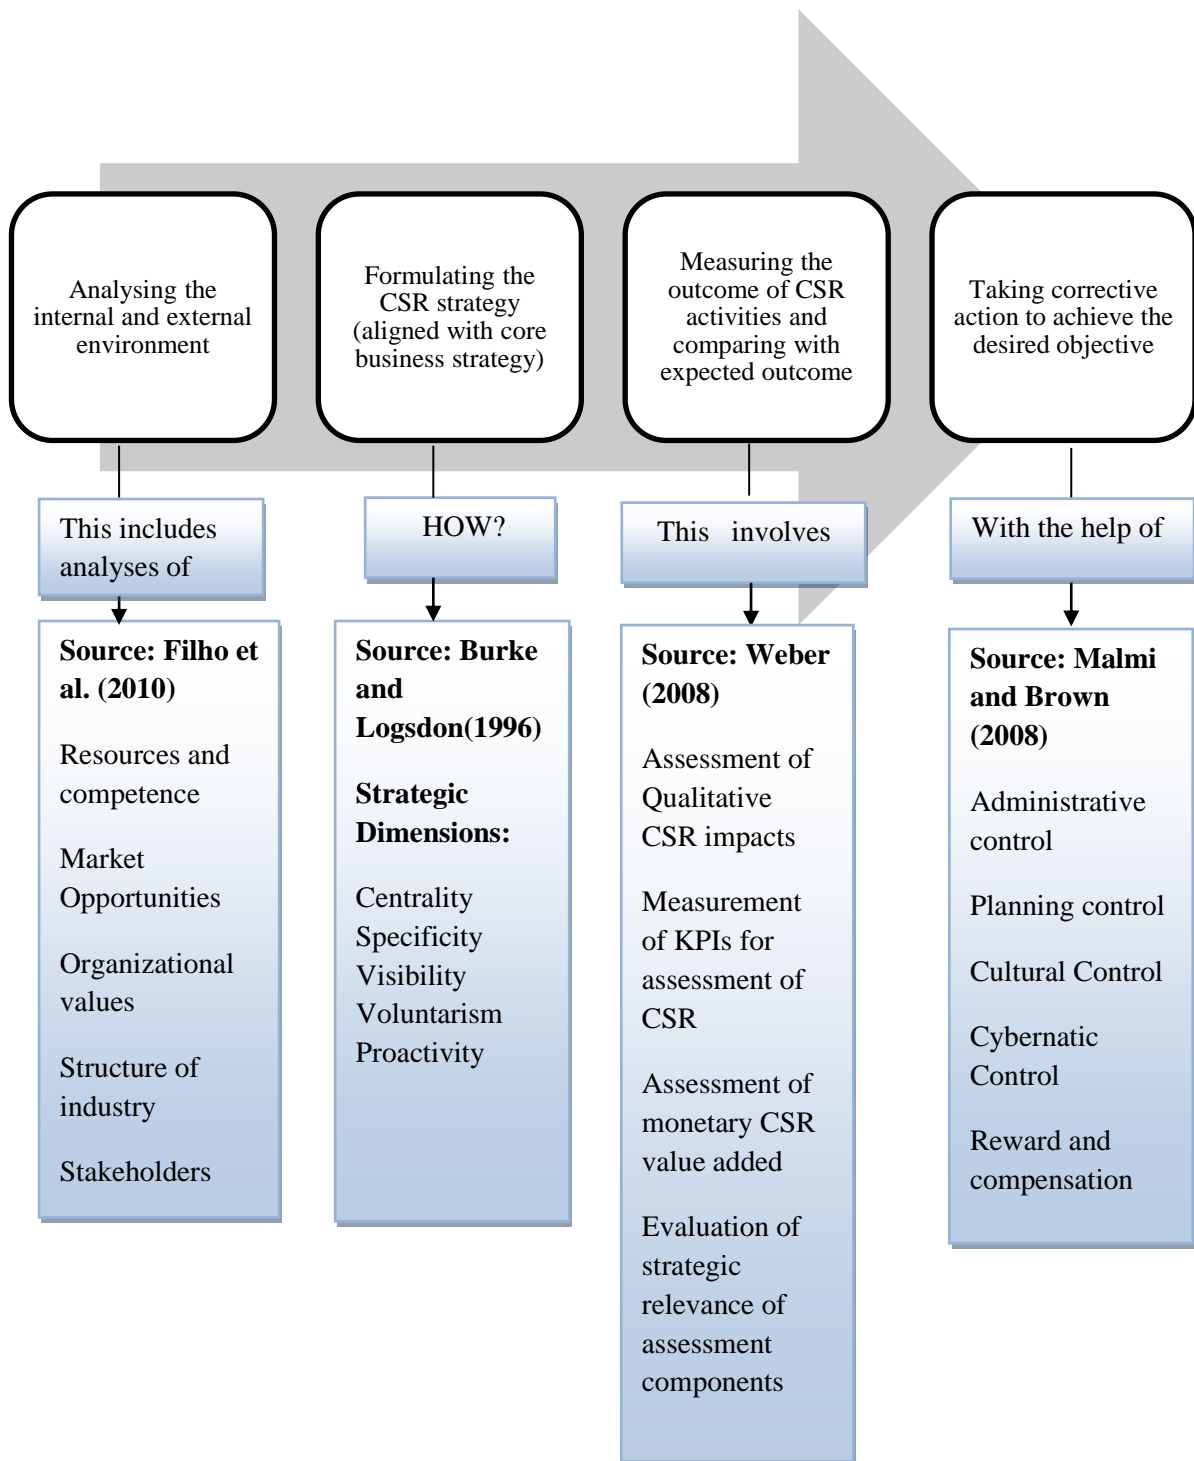 Analysing the
internal and external
environment
Formulating the
CSR strategy
(aligned with core
business strategy)
Measuring the
outcome of CSR
activities and
comparing with
expected outcome
Taking corrective
action to achieve the
desired objective
This includes
analyses of
HOW?
This involves
With the help of
Source: Filho et
al. (2010)
Resources and
competence
Market
Opportunities
Organizational
values
Structure of
industry
Stakeholders
Source: Burke
and
Logsdon(1996)
Strategic
Dimensions:
Centrality
Specificity
Visibility
Voluntarism
Proactivity
Source: Weber
(2008)
Assessment of
Qualitative
CSR impacts
Measurement
of KPIs for
assessment of
CSR
Assessment of
monetary CSR
value added
Evaluation of
strategic
relevance of
assessment
components
Source: Malmi
and Brown
(2008)
Administrative
control
Planning control
Cultural Control
Cybernatic
Control
Reward and
compensation